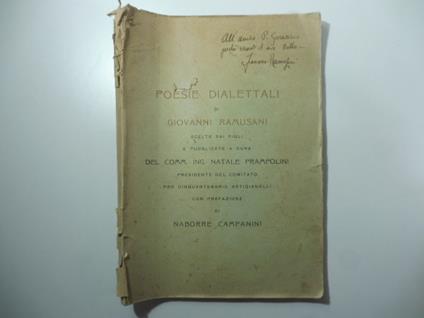 All'amico P.
POESIE DIALETTALI
DI
GIOVANNI RAMUSANI
SCELTE DAI FIGLI
E PUBBLICATE A CURA
DEL COMM. ING. NATALE PRAMPOLINI
PRESIDENTE DEL COMITATO
PER CINQUANTENARIO ARTIGIANELLI
CON PREFAZIONE
DI
NABORRE CAMPANINI